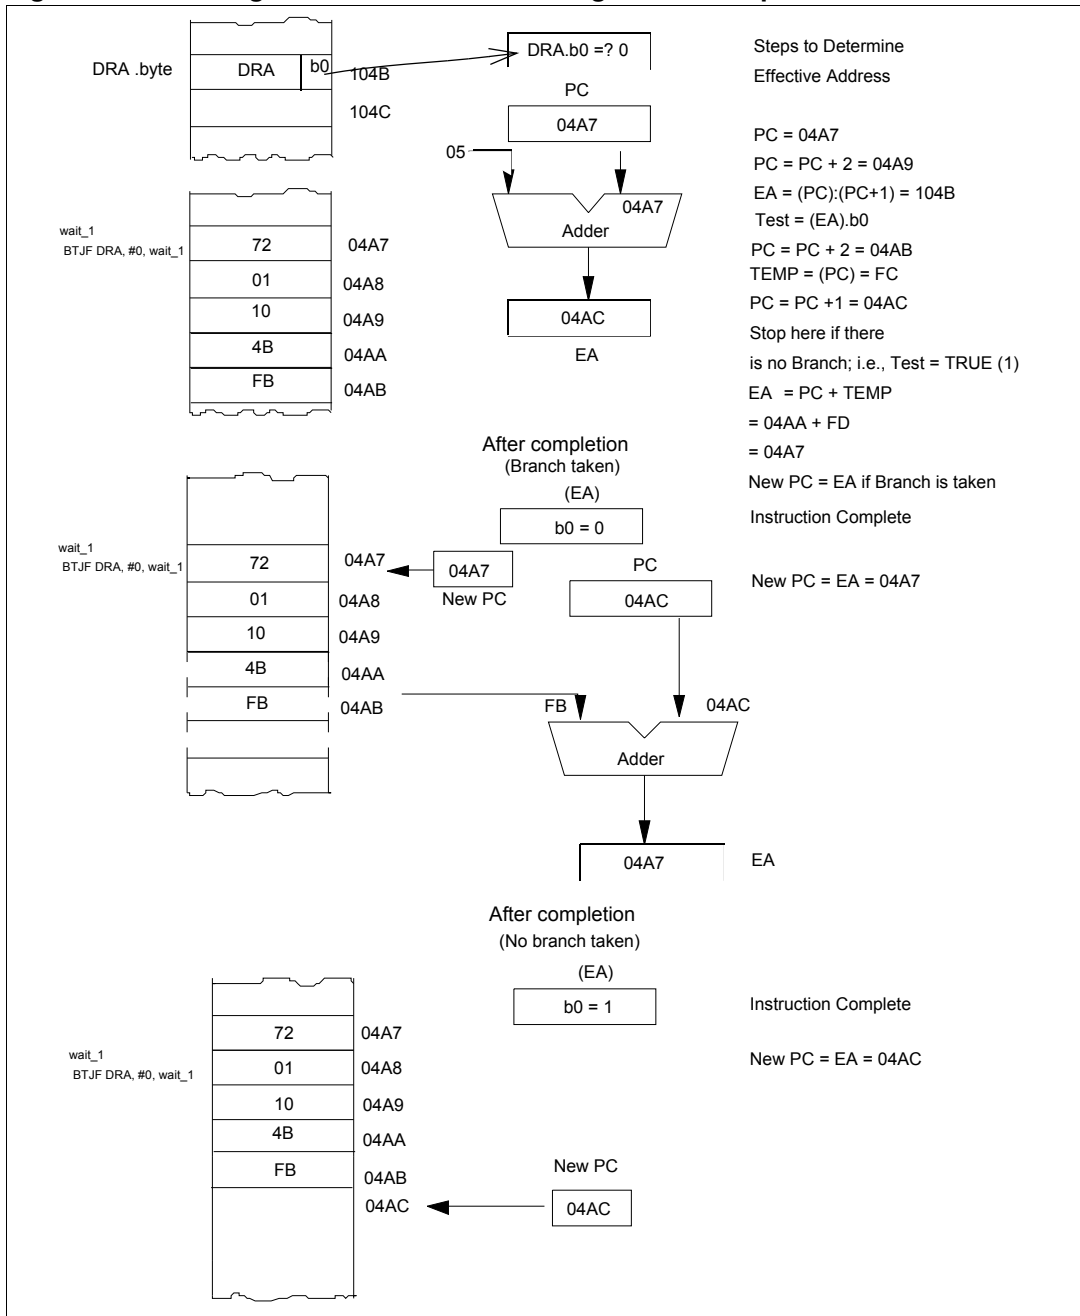 DRA .byte
DRA
b0
104B
104C
DRA.b0 =? 0
PC
04A7
05
04A7
Adder
04AC
EA
Steps to Determine
Effective Address
PC = 04A7
PC = PC + 2 = 04A9
EA = (PC):(PC+1) = 104B
Test = (EA).b0
PC = PC + 2 = 04AB
TEMP = (PC) = FC
PC = PC +1 = 04AC
Stop here if there
is no Branch; i.e., Test = TRUE (1)
EA = PC + TEMP
= 04AA + FD
= 04A7
New PC = EA if Branch is taken
Instruction Complete
New PC = EA = 04A7
wait_1
BTJF DRA, #0, wait_1
72 04A7
01 04A8
10 04A9
4B 04AA
FB 04AB
After completion
(Branch taken)
(EA)
b0 = 0
wait_1
BTJF DRA, #0, wait_1
72 04A7
01 04A8
10 04A9
4B 04AA
FB 04AB
04A7
New PC
PC
04AC
FB
04AC
Adder
04A7
EA
After completion
(No branch taken)
(EA)
b0 = 1
Instruction Complete
New PC = EA = 04AC
wait_1
BTJF DRA, #0, wait_1
72 04A7
01 04A8
10 04A9
4B 04AA
FB 04AB
04AC
New PC
04AC